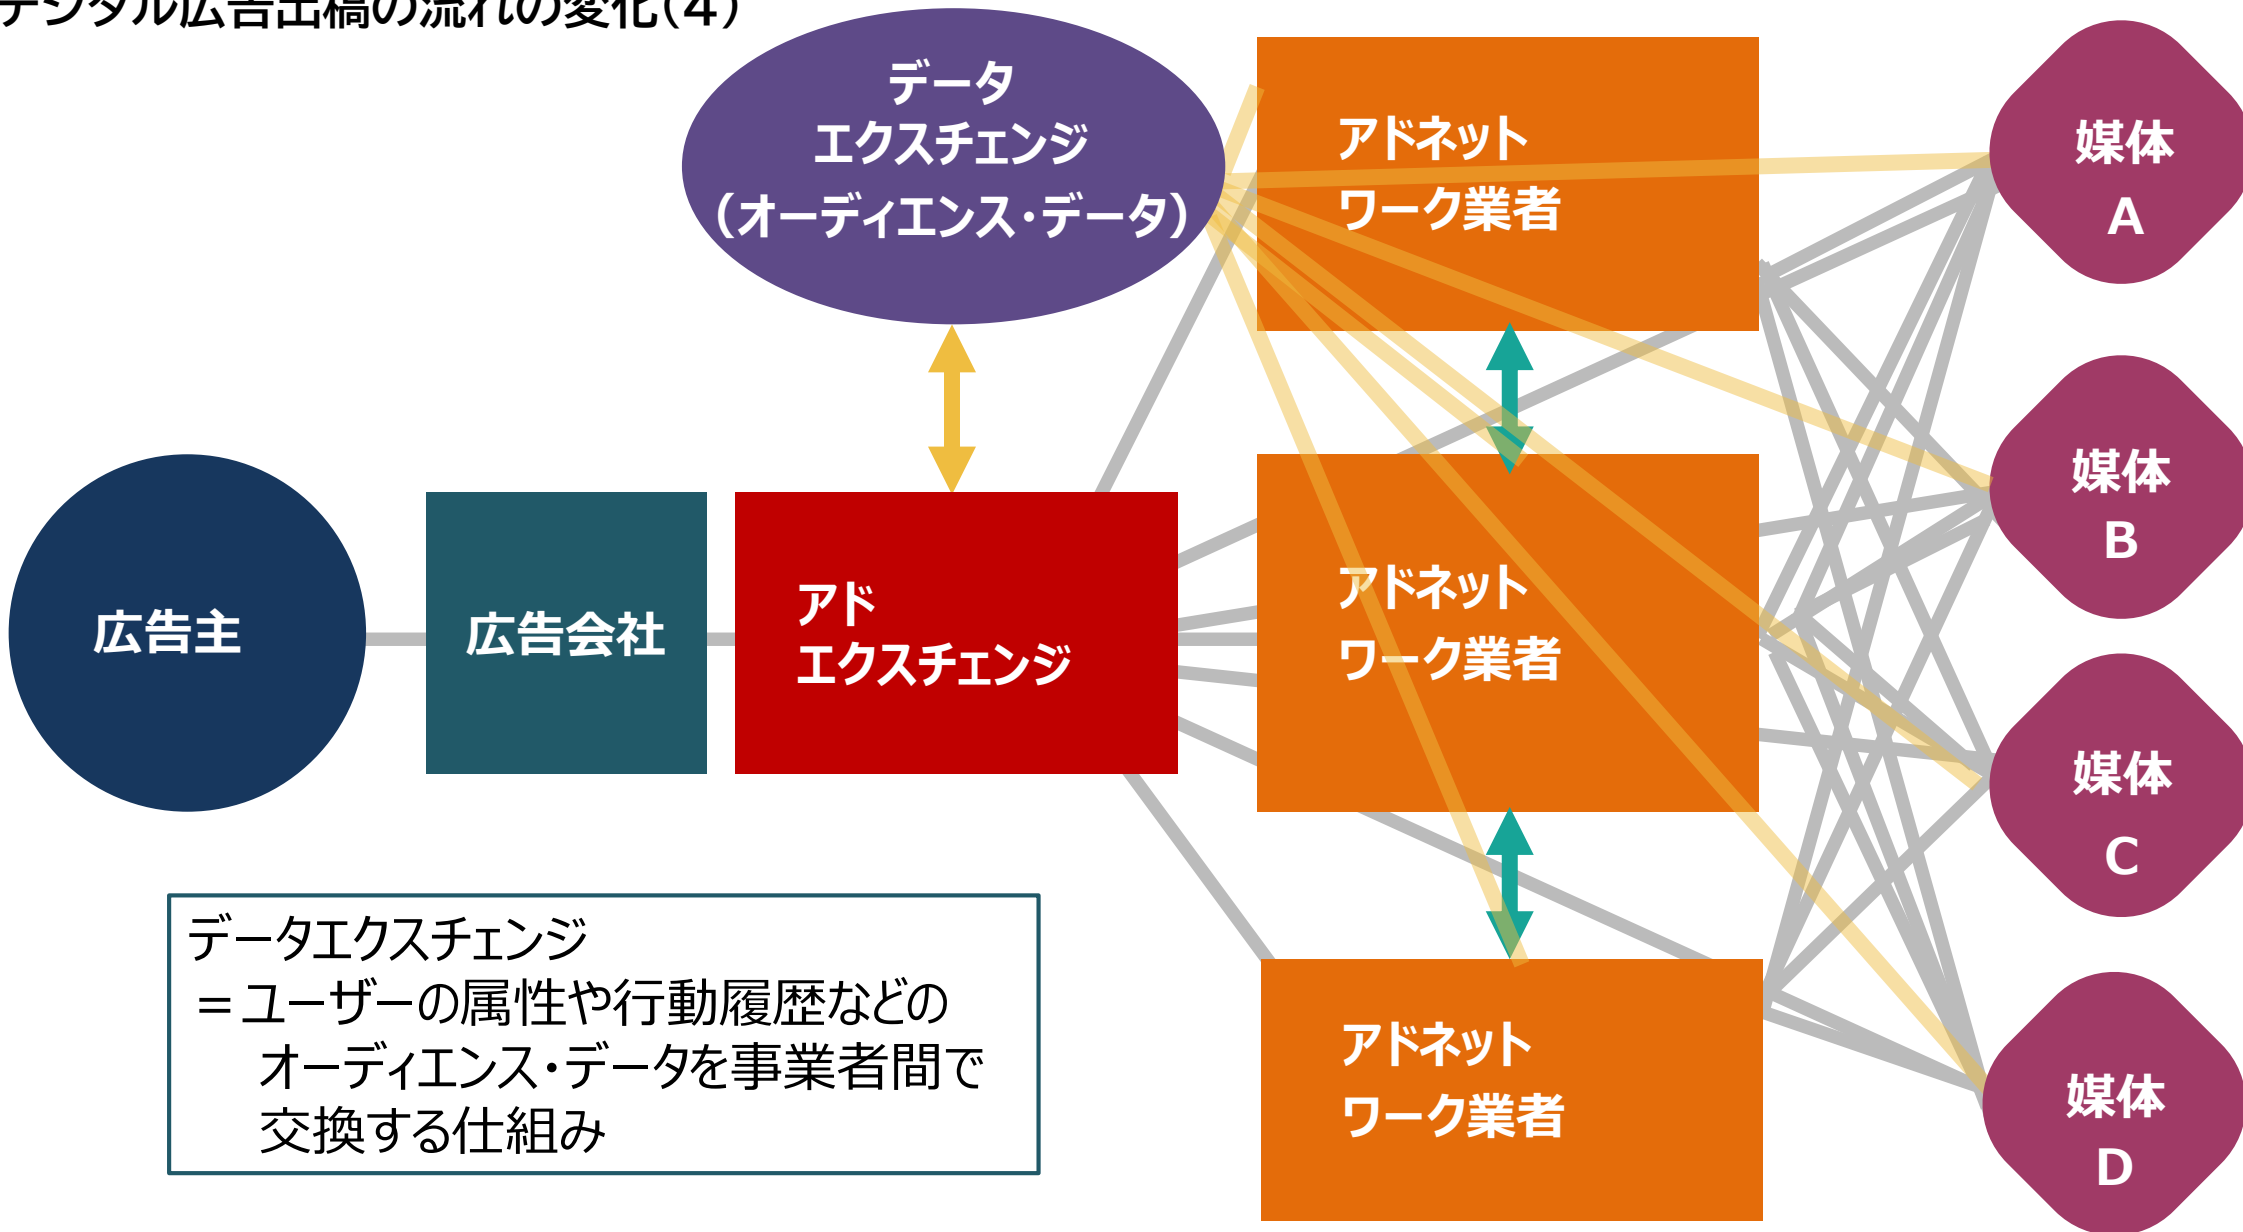 デジタル広告出稿の流れの変化（４）
データ
エクスチェンジ
（オーディエンス・データ）
アドネット
ワーク業者
媒体
A
広告主
広告会社
アド
エクスチェンジ
アドネット
ワーク業者
媒体
B
媒体
C
データエクスチェンジ
＝ユーザーの属性や行動履歴などの
オーディエンス・データを事業者間で
交換する仕組み
アドネット
ワーク業者
媒体
D